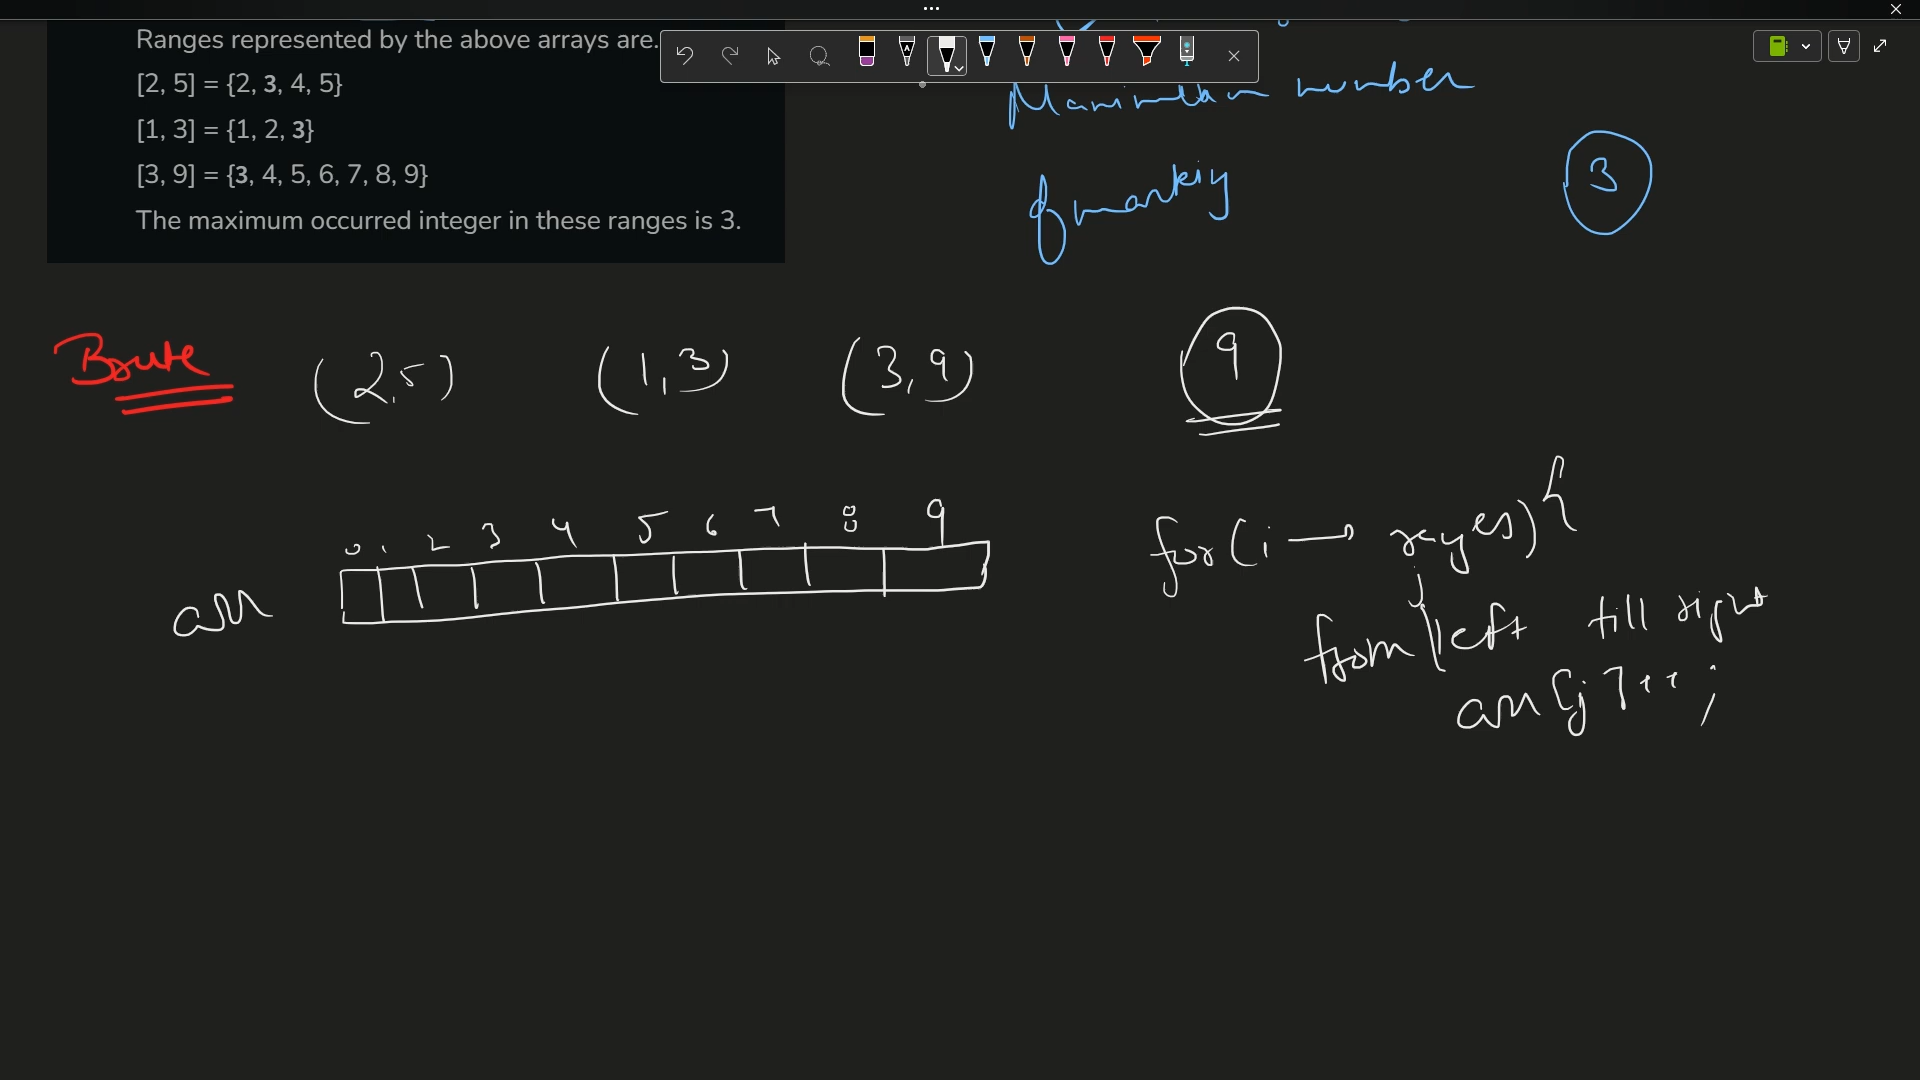 Ranges represented by the above arrays are.
[2, 5] = {2, 3, 4, 5}
[1, 3] = {1, 2, 3}
[3, 9] = {3, 4, 5, 6, 7, 8, 9}
The maximum occurred integer in these ranges is 3.
number
3
Brute (2,5) (1,3) (3,9) 9
0 1 2 3 4 5 6 7 8 9
arr
for(i → ranges){
j
from left till right
arr[j]++;